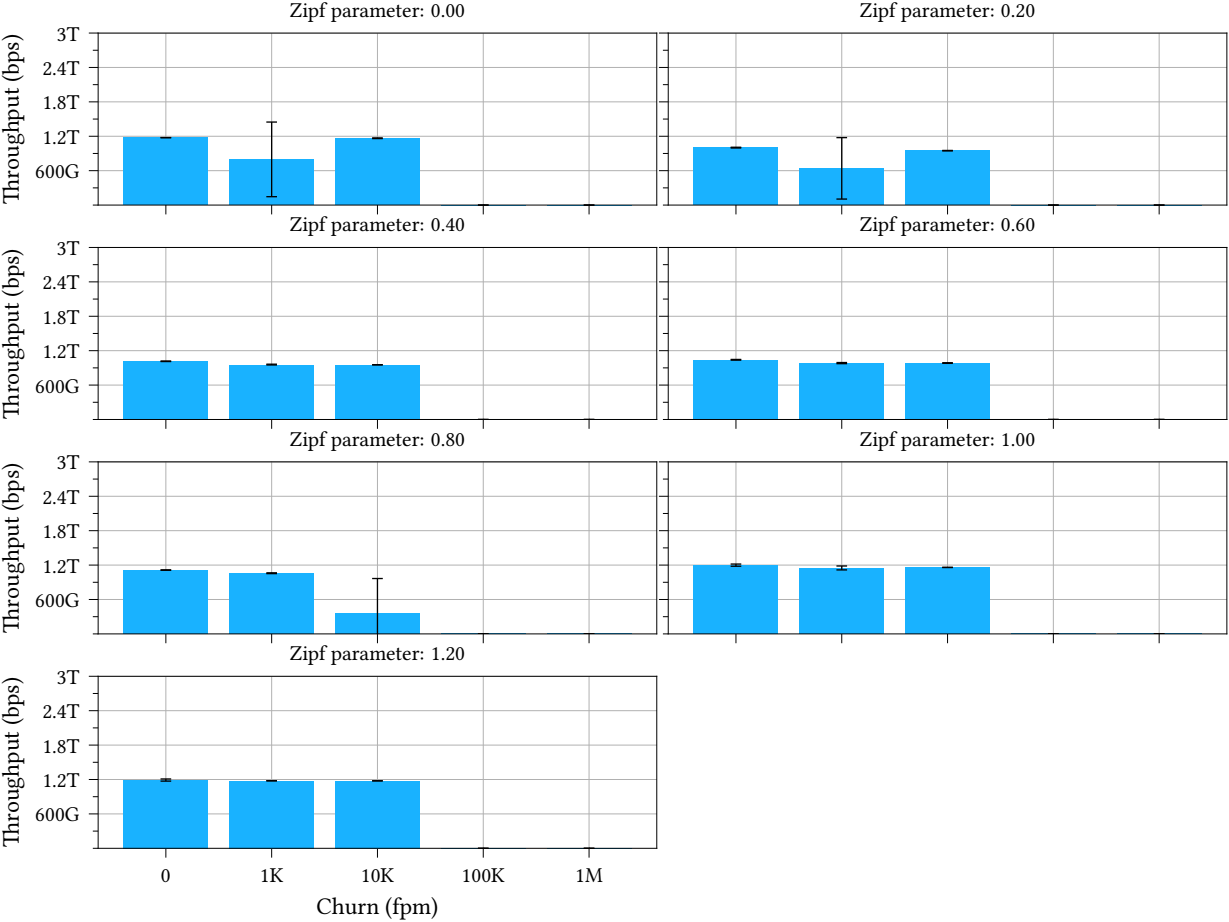 Zipf parameter: 0.00
Zipf parameter: 0.20
Throughput (bps)
3T
2.4T
1.8T
1.2T
600G
Zipf parameter: 0.40
Zipf parameter: 0.60
Throughput (bps)
3T
2.4T
1.8T
1.2T
600G
Zipf parameter: 0.80
Zipf parameter: 1.00
Throughput (bps)
3T
2.4T
1.8T
1.2T
600G
Zipf parameter: 1.20
Throughput (bps)
3T
2.4T
1.8T
1.2T
600G
0 1K 10K 100K 1M
Churn (fpm)